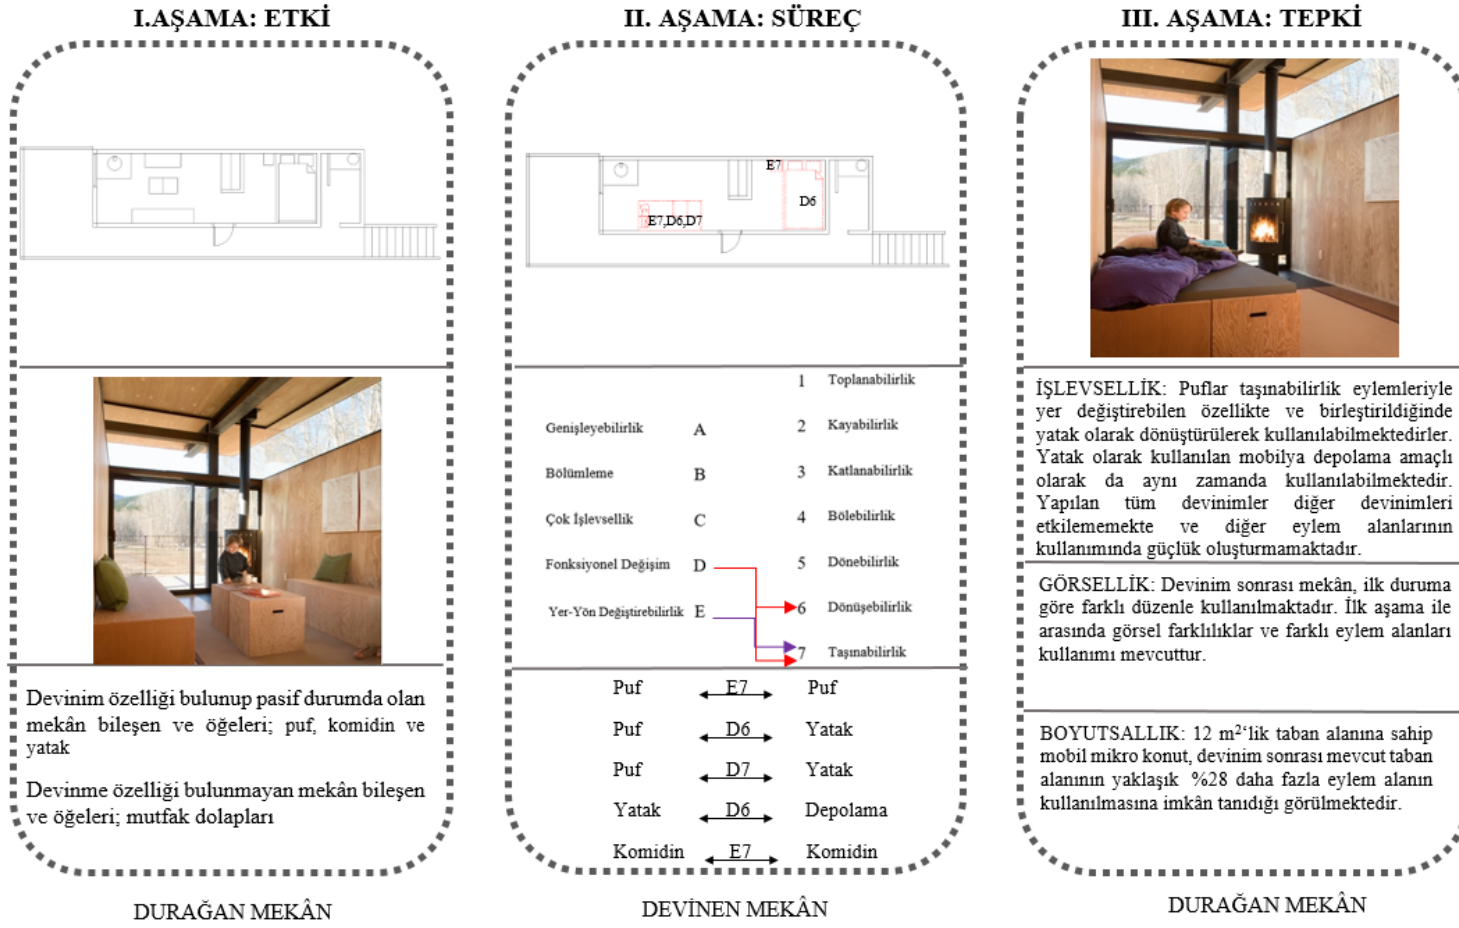 I.AŞAMA: ETKİ
Devinim özelliği bulunup pasif durumda olan
mekân bileşen ve öğeleri; puf, komidin ve
yatak
Devinme özelliği bulunmayan mekân bileşen
ve öğeleri; mutfak dolapları
DURAĞAN MEKÂN
II. AŞAMA: SÜREÇ
E7
D6
E7,D6,D7
Genişleyebilirlik A
Bölümleme B
Çok İşlevsellik C
Fonksiyonel Değişim D
Yer-Yön Değiştirebilirlik E
1 Toplanabilirlik
2 Kayabilirlik
3 Katlanabilirlik
4 Bölebilirlik
5 Dönebilirlik
6 Dönüşebilirlik
7 Taşınabilirlik
Puf E7 Puf
Puf D6 Yatak
Puf D7 Yatak
Yatak D6 Depolama
Komidin E7 Komidin
DEVİNEN MEKÂN
III. AŞAMA: TEPKİ
İŞLEVSELLİK: Puflar taşınabilirlik eylemleriyle
yer değiştirebilen özellikte ve birleştirildiğinde
yatak olarak dönüştürülerek kullanılabilmektedirler.
Yatak olarak kullanılan mobilya depolama amaçlı
olarak da aynı zamanda kullanılabilmektedir.
Yapılan tüm devinimler diğer devinimleri
etkilememekte ve diğer eylem alanlarının
kullanımında güçlük oluşturmamaktadır.
GÖRSELLİK: Devinim sonrası mekân, ilk duruma
göre farklı düzenle kullanılmaktadır. İlk aşama ile
arasında görsel farklılıklar ve farklı eylem alanları
kullanımı mevcuttur.
BOYUTSALLIK: 12 m²‘lik taban alanına sahip
mobil mikro konut, devinim sonrası mevcut taban
alanının yaklaşık %28 daha fazla eylem alanın
kullanılmasına imkân tanıdığı görülmektedir.
DURAĞAN MEKÂN